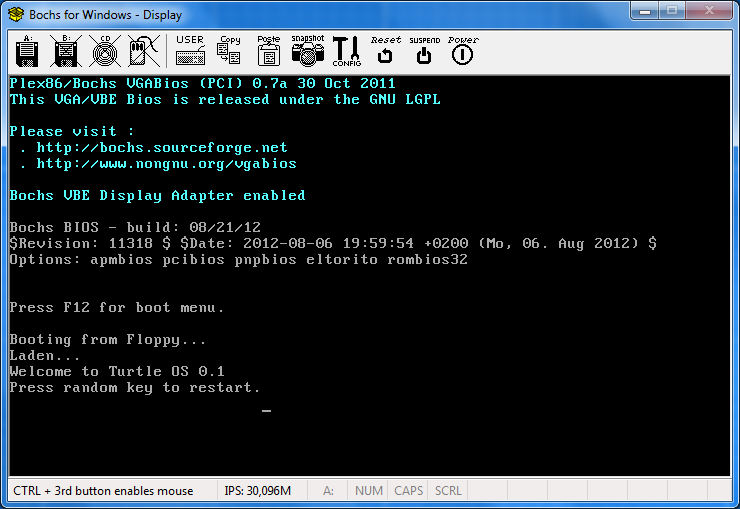 Bochs for Windows - Display
A: B: CD USER Copy Paste snapshot CONFIG Reset SUSPEND Power
Plex86/Bochs VGABios (PCI) 0.7a 30 Oct 2011
This VGA/VBE Bios is released under the GNU LGPL
Please visit :
. http://bochs.sourceforge.net
. http://www.nongnu.org/vgabios
Bochs VBE Display Adapter enabled
Bochs BIOS - build: 08/21/12
$Revision: 11318 $ $Date: 2012-08-06 19:59:54 +0200 (Mo, 06. Aug 2012) $
Options: apmbios pcibios pnpbios eltorito rombios32
Press F12 for boot menu.
Booting from Floppy...
Laden...
Welcome to Turtle OS 0.1
Press random key to restart.
CTRL + 3rd button enables mouse IPS: 30,096M A: NUM CAPS SCRL